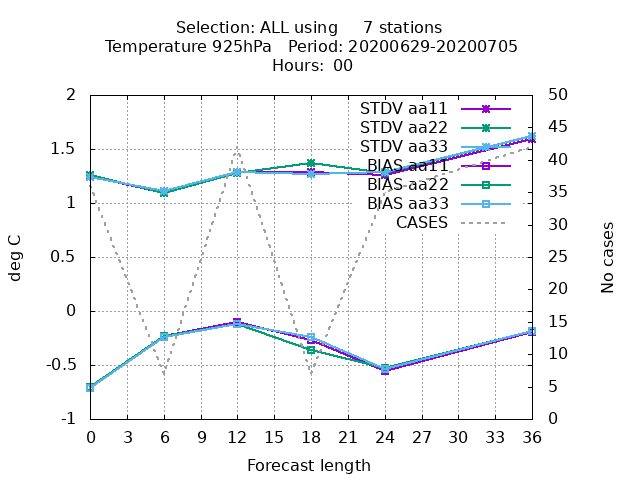 Selection: ALL using 7 stations
Temperature 925hPa Period: 20200629-20200705
Hours: 00
STDV aa11
STDV aa22
STDV aa33
BIAS aa11
BIAS aa22
BIAS aa33
CASES
deg C
2
1.5
1
0.5
0
-0.5
-1
No cases
50
45
40
35
30
25
20
15
10
5
0
0 3 6 9 12 15 18 21 24 27 30 33 36
Forecast length